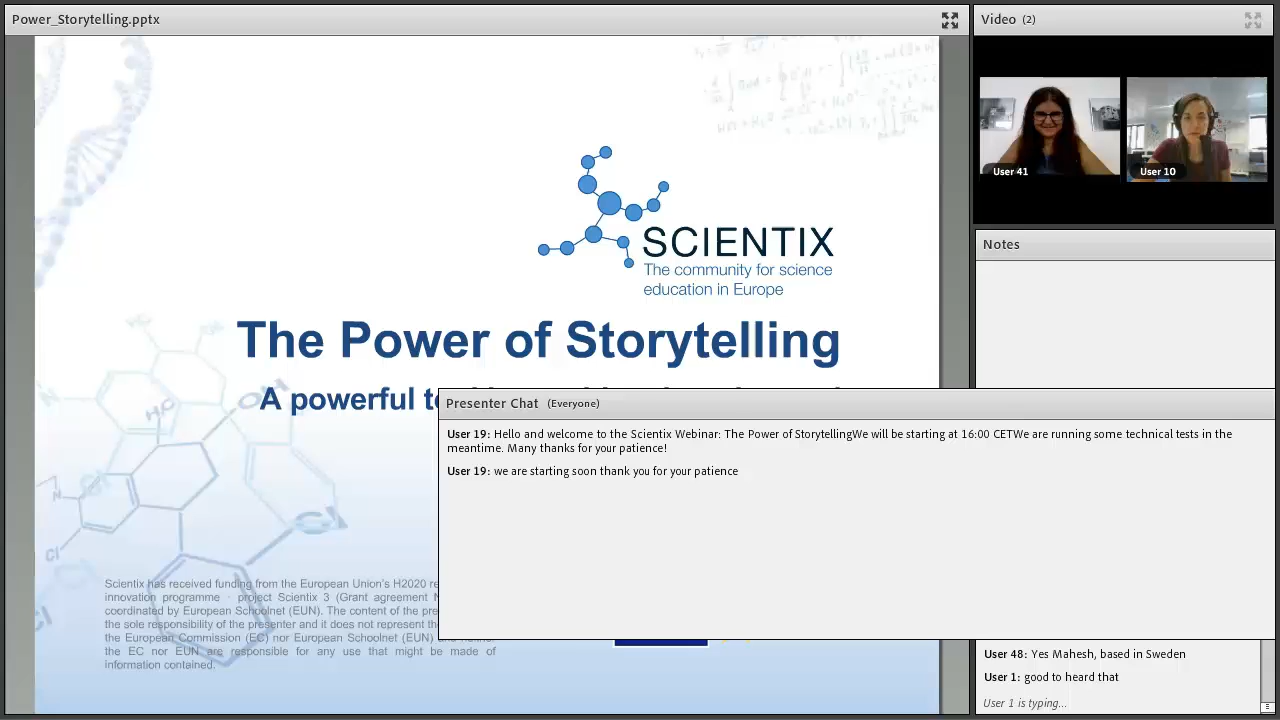 Power_Storytelling.pptx
Video (2)
User 41
User 10
SCIENTIX
The community for science
education in Europe
Notes
The Power of Storytelling
A powerful
Presenter Chat (Everyone)
User 19: Hello and welcome to the Scientix Webinar: The Power of StorytellingWe will be starting at 16:00 CETWe are running some technical tests in the
meantime. Many thanks for your patience!
User 19: we are starting soon thank you for your patience
Scientix has received funding from the European Union's H2020
innovation programme - project Scientix 3 (Grant agreement
coordinated by European Schoolnet (EUN). The content of the
the sole responsibility of the presenter and it does not represent
the European Commission (EC) nor European Schoolnet (EUN)
the EC nor EUN are responsible for any use that might be made of
information contained.
User 48: Yes Mahesh, based in Sweden
User 1: good to heard that
User 1 is typing...